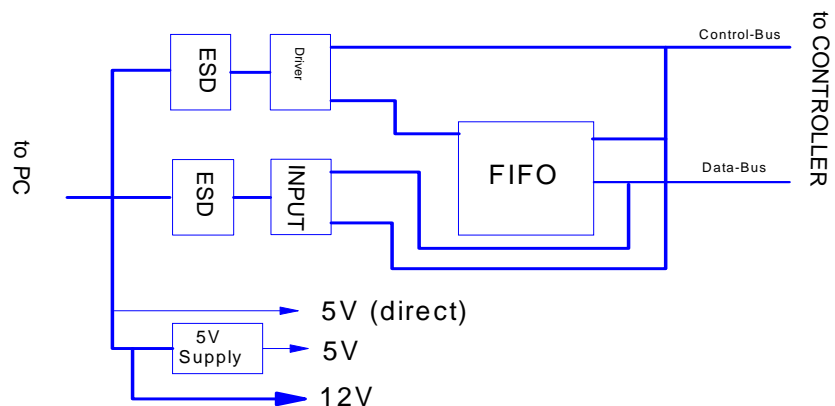 to PC
ESD
Driver
Control-Bus
to CONTROLLER
FIFO
Data-Bus
ESD
INPUT
5V (direct)
5V
Supply
5V
12V